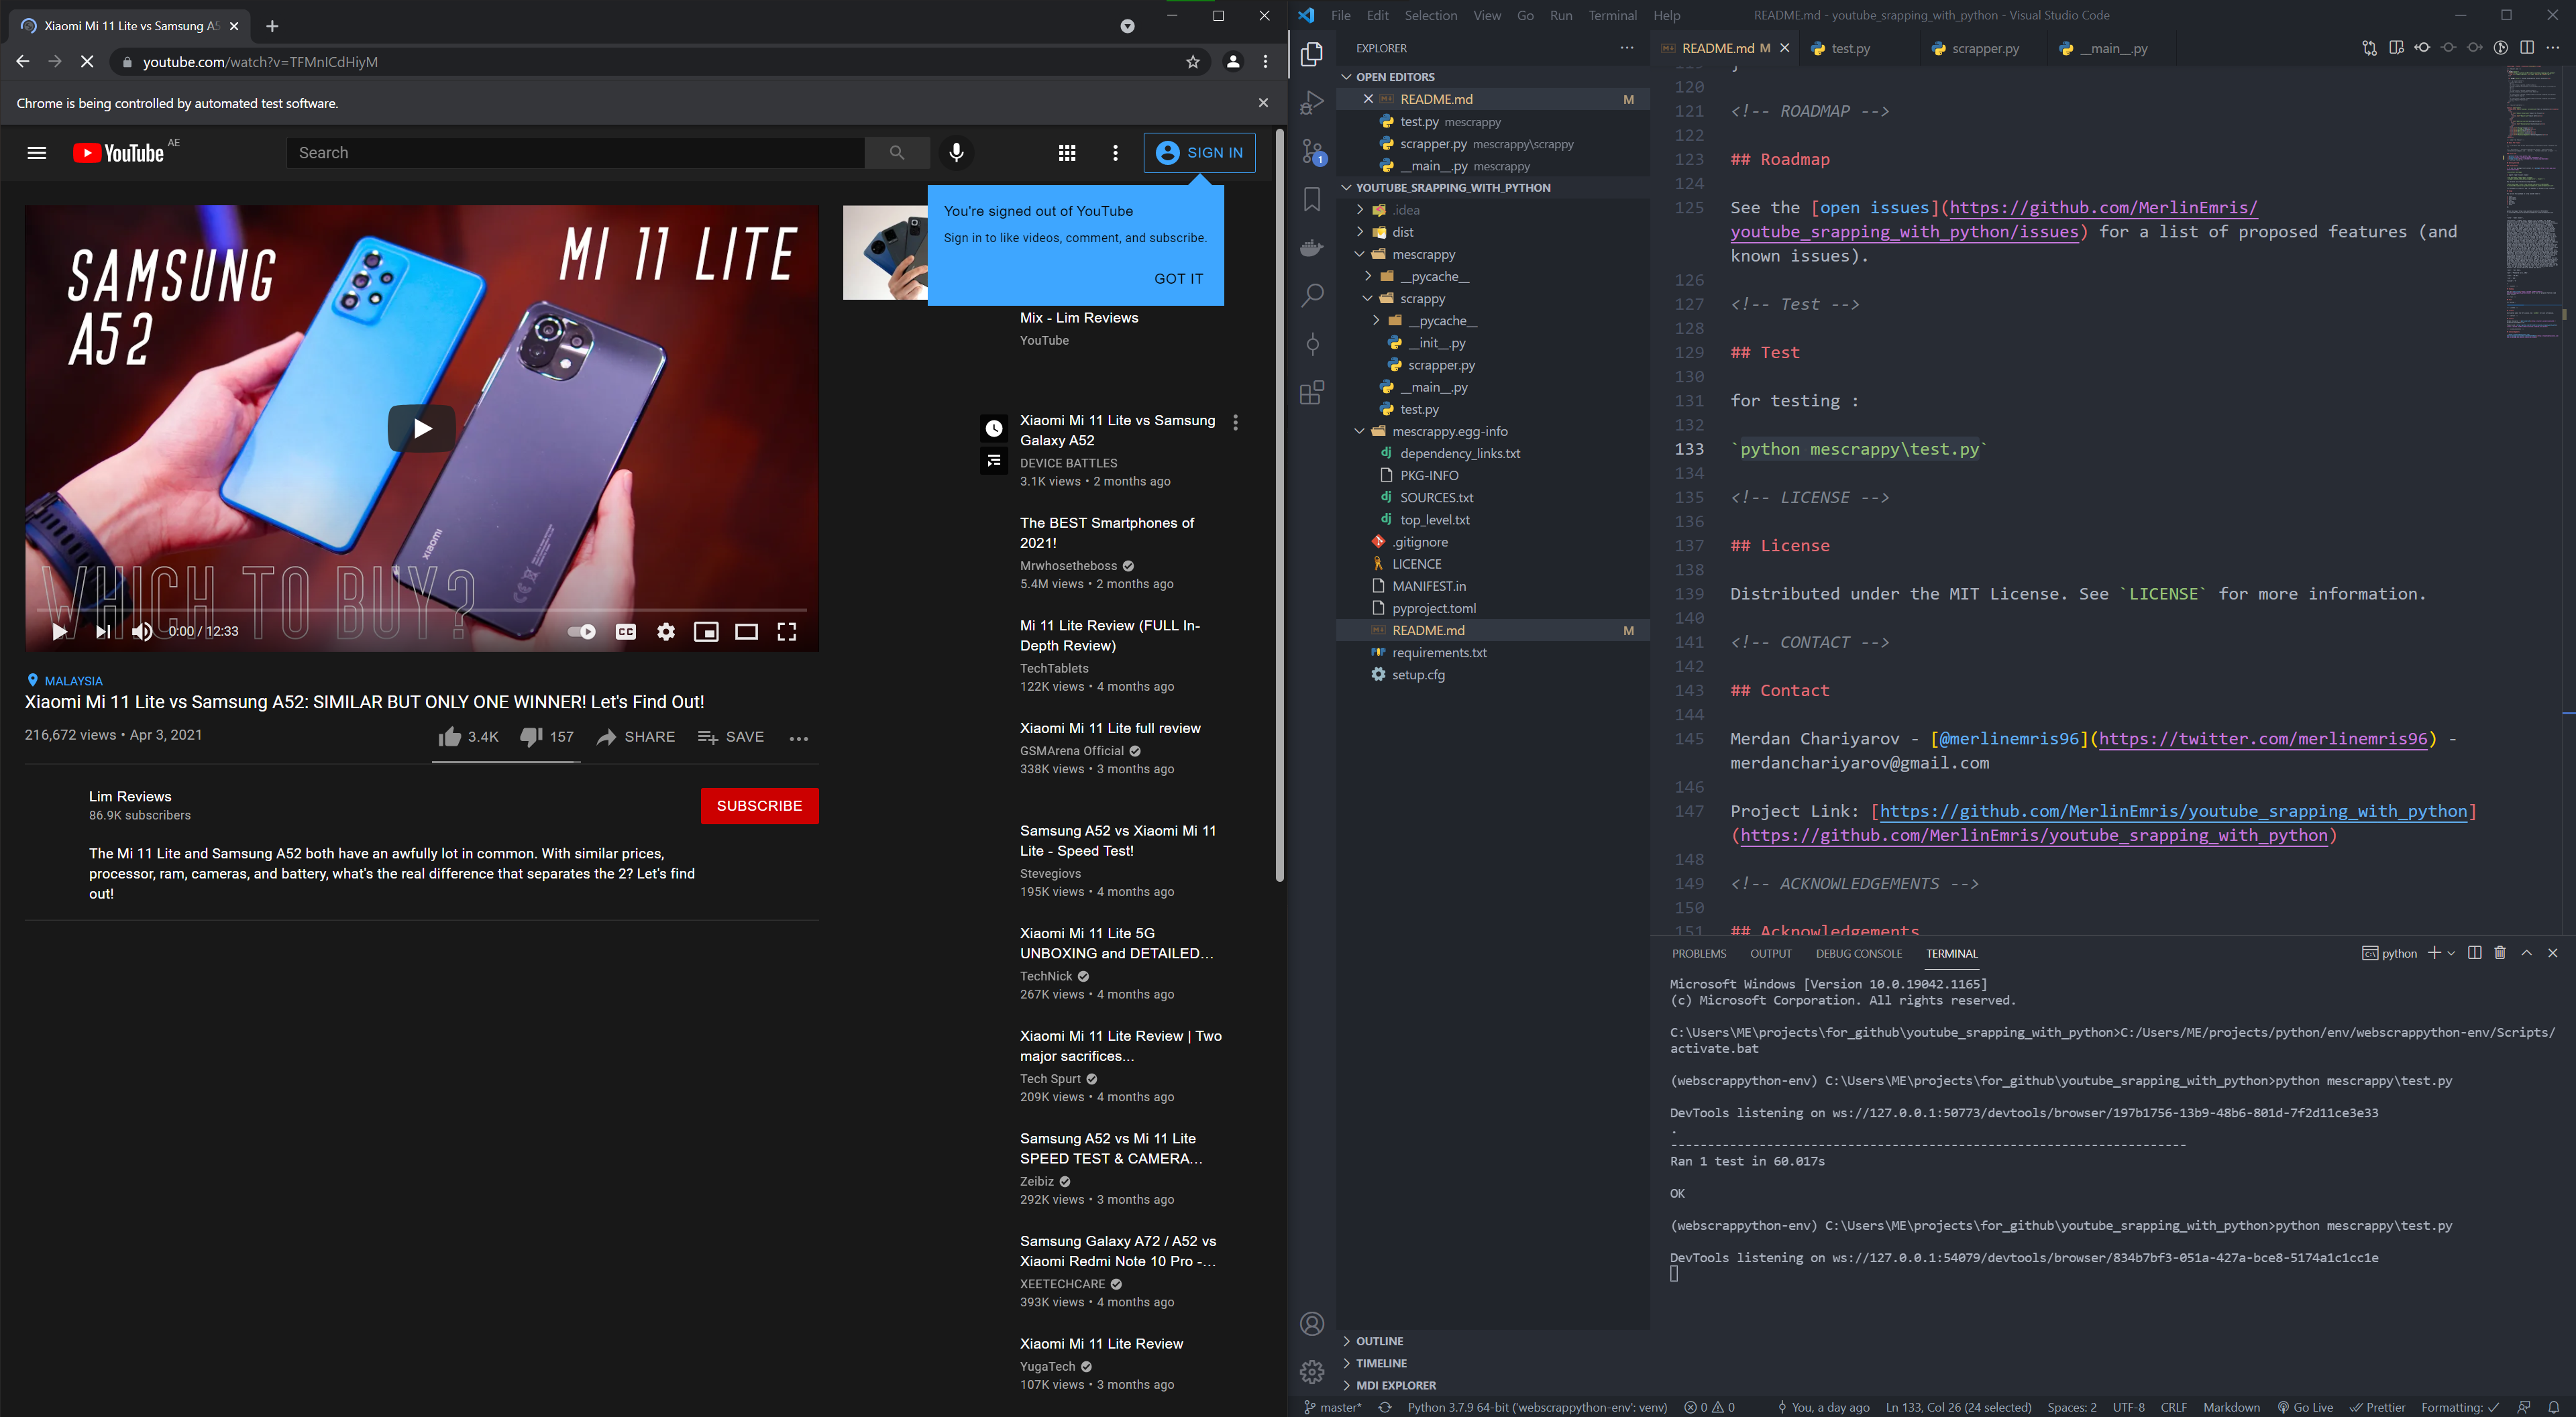 Xiaomi Mi 11 Lite vs Samsung A5
youtube.com/watch?v=TFMnlCdHiyM
Chrome is being controlled by automated test software.
YouTube AE
Search
SIGN IN
You're signed out of YouTube
Sign in to like videos, comment, and subscribe.
GOT IT
SAMSUNG A52
MI 11 LITE
xiaomi
WHICH TO BUY?
0:00 / 12:33
CC
MALAYSIA
Xiaomi Mi 11 Lite vs Samsung A52: SIMILAR BUT ONLY ONE WINNER! Let's Find Out!
216,672 views • Apr 3, 2021
3.4K
157
SHARE
SAVE
Lim Reviews
86.9K subscribers
SUBSCRIBE
The Mi 11 Lite and Samsung A52 both have an awfully lot in common. With similar prices,
processor, ram, cameras, and battery, what's the real difference that separates the 2? Let's find
out!
Mix - Lim Reviews
YouTube
Xiaomi Mi 11 Lite vs Samsung
Galaxy A52
DEVICE BATTLES
3.1K views • 2 months ago
The BEST Smartphones of
2021!
Mrwhosetheboss
5.4M views • 2 months ago
Mi 11 Lite Review (FULL In-
Depth Review)
TechTablets
122K views • 4 months ago
Xiaomi Mi 11 Lite full review
GSMArena Official
338K views • 3 months ago
Samsung A52 vs Xiaomi Mi 11
Lite - Speed Test!
Stevegiovs
195K views • 4 months ago
Xiaomi Mi 11 Lite 5G
UNBOXING and DETAILED...
TechNick
267K views • 4 months ago
Xiaomi Mi 11 Lite Review | Two
major sacrifices...
Tech Spurt
209K views • 4 months ago
Samsung A52 vs Mi 11 Lite
SPEED TEST & CAMERA...
Zeibiz
292K views • 3 months ago
Samsung Galaxy A72 / A52 vs
Xiaomi Redmi Note 10 Pro -...
XEETECHCARE
393K views • 4 months ago
Xiaomi Mi 11 Lite Review
YugaTech
107K views • 3 months ago
File Edit Selection View Go Run Terminal Help
README.md - youtube_srapping_with_python - Visual Studio Code
EXPLORER
OPEN EDITORS
README.md M
test.py mescrappy
scrapper.py mescrappy\scrappy
__main__.py mescrappy
YOUTUBE_SRAPPING_WITH_PYTHON
.idea
dist
mescrappy
__pycache__
scrappy
__pycache__
__init__.py
scrapper.py
__main__.py
test.py
mescrappy.egg-info
dependency_links.txt
PKG-INFO
SOURCES.txt
top_level.txt
.gitignore
LICENCE
MANIFEST.in
pyproject.toml
README.md M
requirements.txt
setup.cfg
OUTLINE
TIMELINE
MDI EXPLORER
1
README.md M
test.py
scrapper.py
__main__.py
120
121 <!-- ROADMAP -->
122
123 ## Roadmap
124
125 See the [open issues](https://github.com/MerlinEmris/
youtube_srapping_with_python/issues) for a list of proposed features (and
known issues).
126
127 <!-- Test -->
128
129 ## Test
130
131 for testing :
132
133 `python mescrappy\test.py`
134
135 <!-- LICENSE -->
136
137 ## License
138
139 Distributed under the MIT License. See `LICENSE` for more information.
140
141 <!-- CONTACT -->
142
143 ## Contact
144
145 Merdan Chariyarov - [@merlinemris96](https://twitter.com/merlinemris96) -
merdanchariyarov@gmail.com
146
147 Project Link: [https://github.com/MerlinEmris/youtube_srapping_with_python]
(https://github.com/MerlinEmris/youtube_srapping_with_python)
148
149 <!-- ACKNOWLEDGEMENTS -->
150
151 ## Acknowledgements
PROBLEMS OUTPUT DEBUG CONSOLE TERMINAL
python
Microsoft Windows [Version 10.0.19042.1165]
(c) Microsoft Corporation. All rights reserved.
C:\Users\ME\projects\for_github\youtube_srapping_with_python>C:/Users/ME/projects/python/env/webscrappython-env/Scripts/
activate.bat
(webscrappython-env) C:\Users\ME\projects\for_github\youtube_srapping_with_python>python mescrappy\test.py
DevTools listening on ws://127.0.0.1:50773/devtools/browser/197b1756-13b9-48b6-801d-7f2d11ce3e33
.
----------------------------------------------------------------------
Ran 1 test in 60.017s
OK
(webscrappython-env) C:\Users\ME\projects\for_github\youtube_srapping_with_python>python mescrappy\test.py
DevTools listening on ws://127.0.0.1:54079/devtools/browser/834b7bf3-051a-427a-bce8-5174a1c1cc1e
master* Python 3.7.9 64-bit ('webscrappython-env': venv) 0 0 You, a day ago Ln 133, Col 26 (24 selected) Spaces: 2 UTF-8 CRLF Markdown Go Live Prettier Formatting: